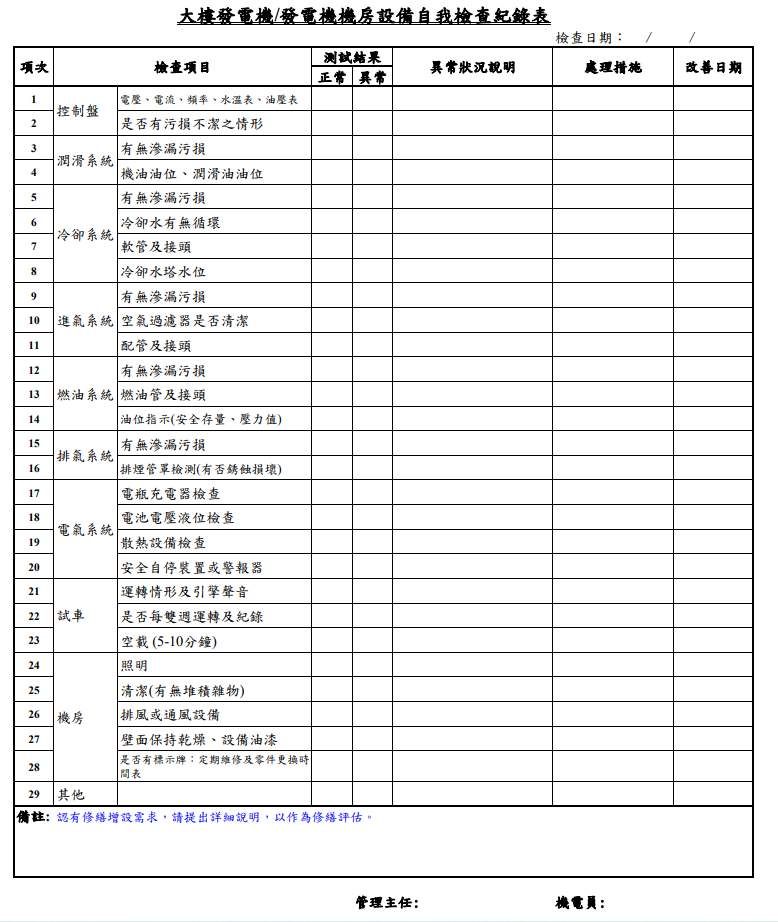 大樓發電機/發電機機房設備自我檢查紀錄表
檢查日期： / /
項次 檢查項目 測試結果 異常狀況說明 處理措施 改善日期
正常 異常
1 控制盤 電壓、電流、頻率、水溫表、油壓表
2 是否有污損不潔之情形
3 潤滑系統 有無滲漏污損
4 機油油位、潤滑油油位
5 冷卻系統 有無滲漏污損
6 冷卻水有無循環
7 軟管及接頭
8 冷卻水塔水位
9 進氣系統 有無滲漏污損
10 空氣過濾器是否清潔
11 配管及接頭
12 燃油系統 有無滲漏污損
13 燃油管及接頭
14 油位指示(安全存量、壓力值)
15 排氣系統 有無滲漏污損
16 排煙管罩檢測(有否銹蝕損壞)
17 電氣系統 電瓶充電器檢查
18 電池電壓液位檢查
19 散熱設備檢查
20 安全自停裝置或警報器
21 試車 運轉情形及引擎聲音
22 是否每雙週運轉及紀錄
23 空載 (5-10分鐘)
24 機房 照明
25 清潔(有無堆積雜物)
26 排風或通風設備
27 壁面保持乾燥、設備油漆
28 是否有標示牌：定期維修及零件更換時
間表
29 其他
備註: 認有修繕增設需求，請提出詳細說明，以作為修繕評估。
管理主任: 機電員: